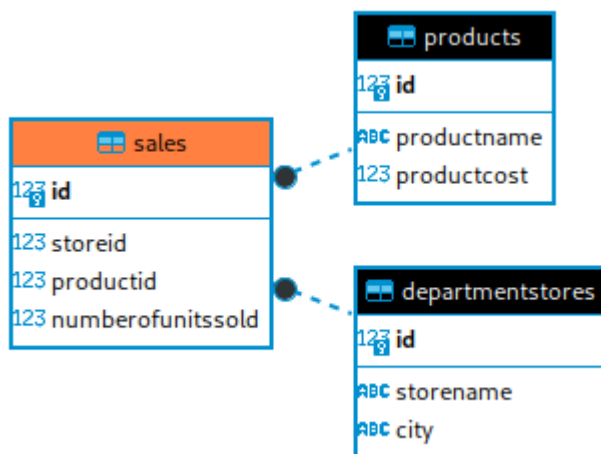 products
123 id
ABC productname
123 productcost
sales
123 id
123 storeid
123 productid
123 numberofunitssold
departmentstores
123 id
ABC storename
ABC city